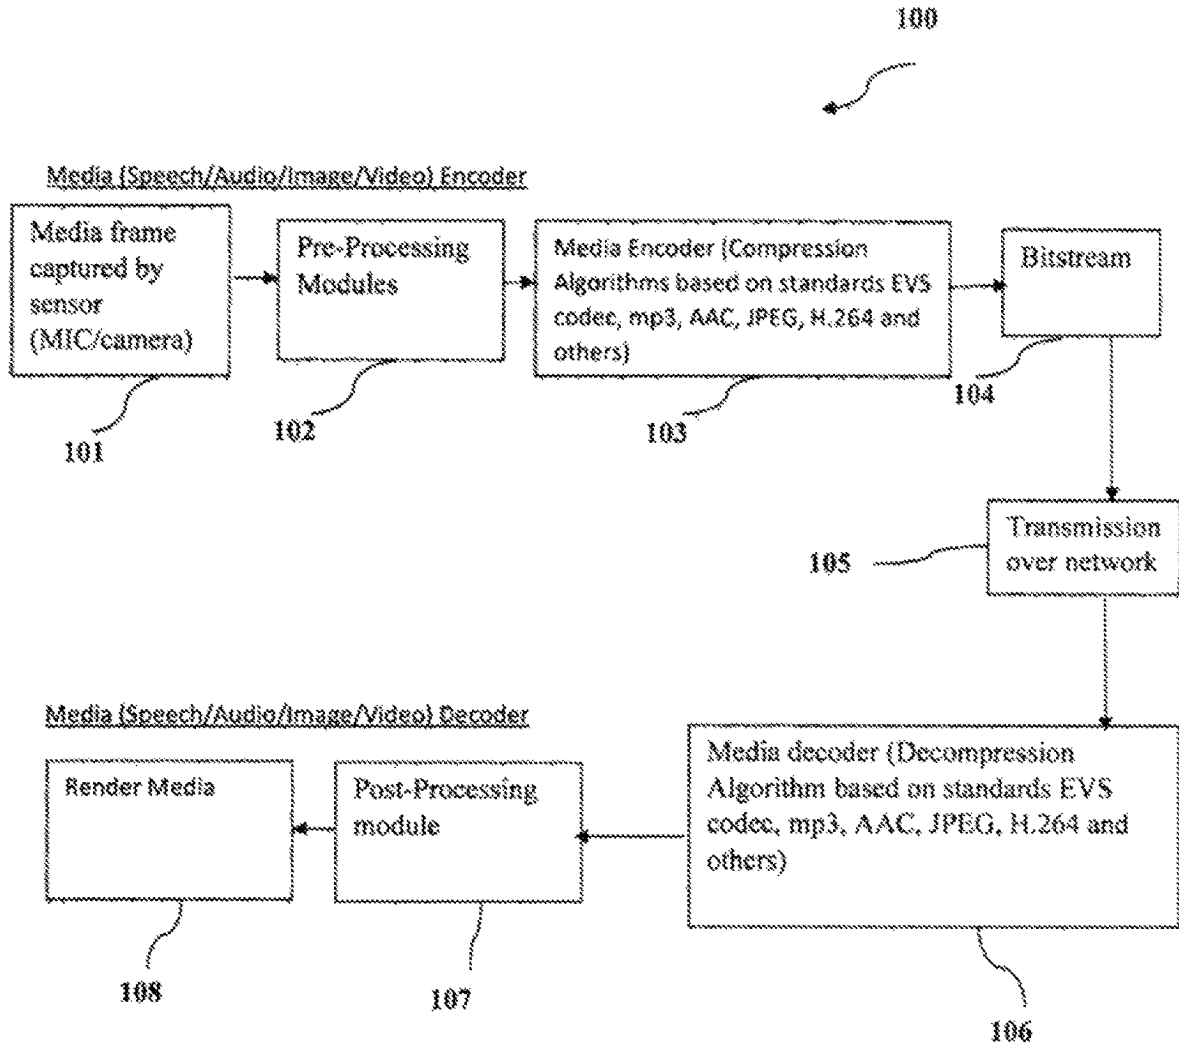 100
Media (Speech/Audio/Image/Video) Encoder
Media frame
captured by
sensor
(MIC/camera)
Pre-Processing
Modules
Media Encoder (Compression
Algorithms based on standards EVS
codec, mp3, AAC, JPEG, H.264 and
others)
Bitstream
101
102
103
104
Transmission
over network
105
Media (Speech/Audio/Image/Video) Decoder
Render Media
Post-Processing
module
Media decoder (Decompression
Algorithm based on standards EVS
codec, mp3, AAC, JPEG, H.264 and
others)
108
107
106